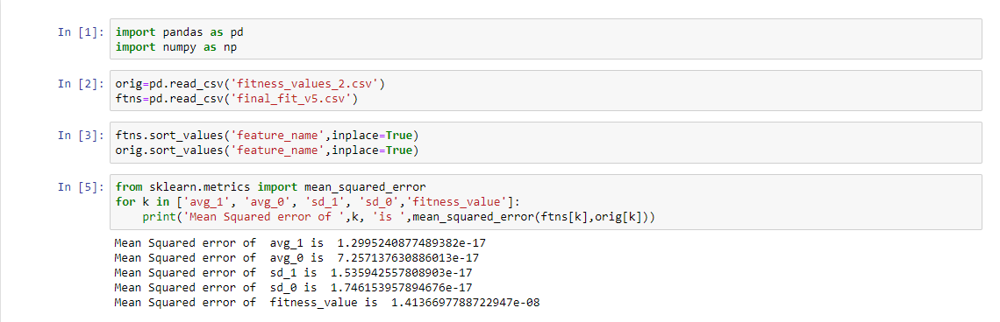 In [1]: import pandas as pd
import numpy as np
In [2]: orig=pd.read_csv('fitness_values_2.csv')
ftns=pd.read_csv('final_fit_v5.csv')
In [3]: ftns.sort_values('feature_name',inplace=True)
orig.sort_values('feature_name',inplace=True)
In [5]: from sklearn.metrics import mean_squared_error
for k in ['avg_1', 'avg_0', 'sd_1', 'sd_0','fitness_value']:
    print('Mean Squared error of ',k, 'is ',mean_squared_error(ftns[k],orig[k]))
Mean Squared error of  avg_1 is  1.2995240877489382e-17
Mean Squared error of  avg_0 is  7.257137630886013e-17
Mean Squared error of  sd_1 is  1.535942557808903e-17
Mean Squared error of  sd_0 is  1.746153957894676e-17
Mean Squared error of  fitness_value is  1.4136697788722947e-08